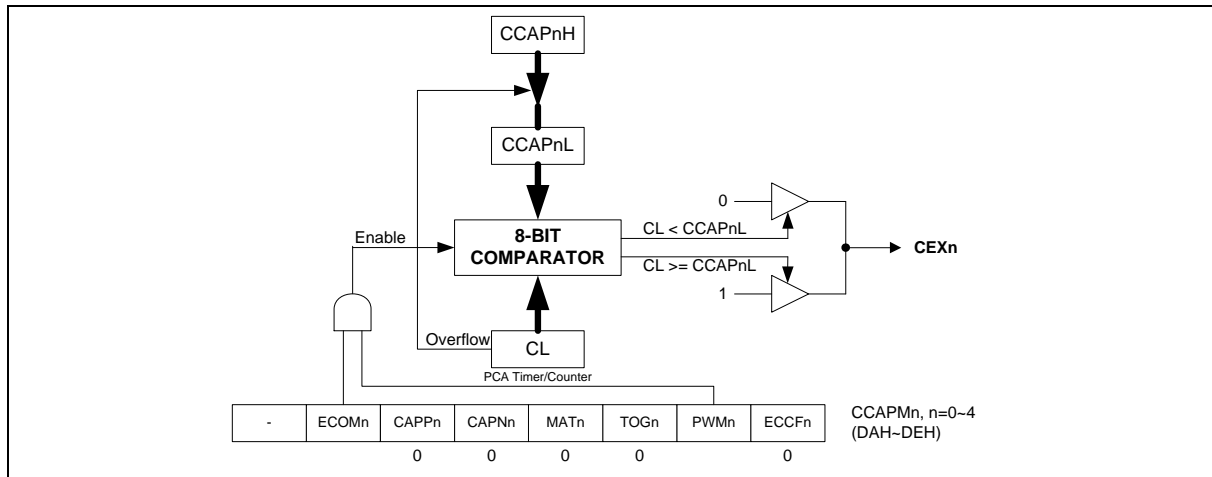 CCAPnH
CCAPnL
0
CL < CCAPnL
Enable
8-BIT
COMPARATOR
CEXn
CL >= CCAPnL
1
Overflow
CL
PCA Timer/Counter
- ECOMn CAPPn CAPNn MATn TOGn PWMn ECCFn
CCAPMn, n=0~4
(DAH~DEH)
0 0 0 0 0